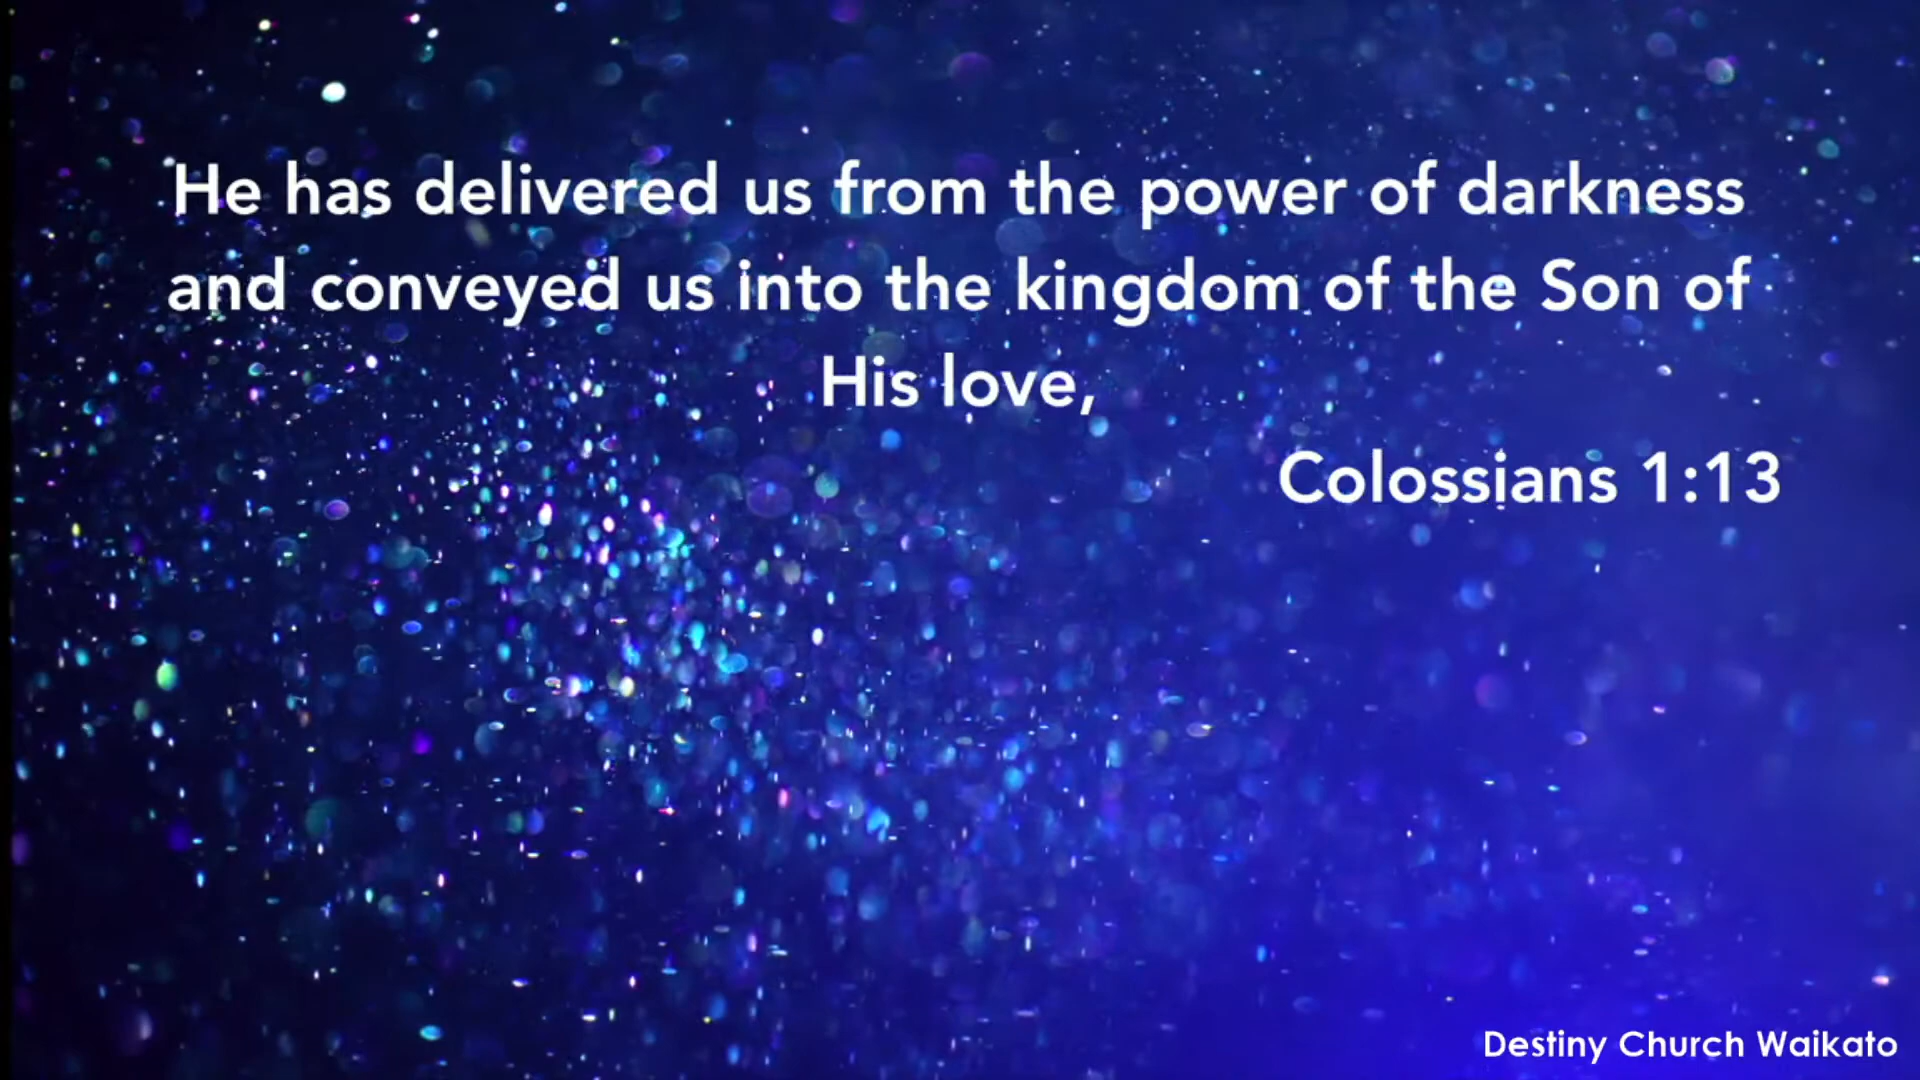 He has delivered us from the power of darkness
and conveyed us into the kingdom of the Son of
His love,
Colossians 1:13
Destiny Church Waikato